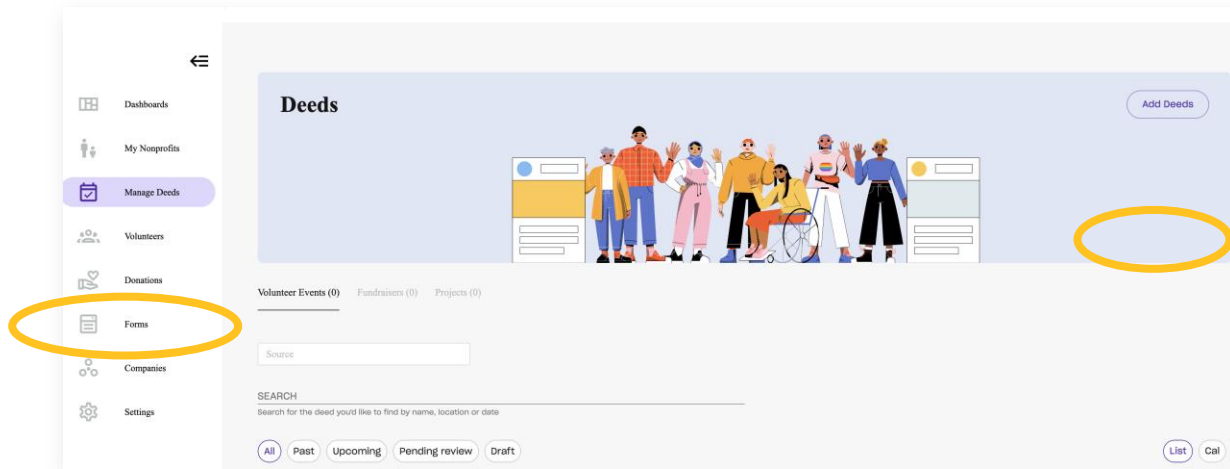 Deeds
Add Deeds
Dashboards
My Nonprofits
Manage Deeds
Volunteers
Donations
Forms
Companies
Settings
Volunteer Events (0) Fundraisers (0) Projects (0)
Source
SEARCH
Search for the deed you'd like to find by name, location or date
All Past Upcoming Pending review Draft
List Cal